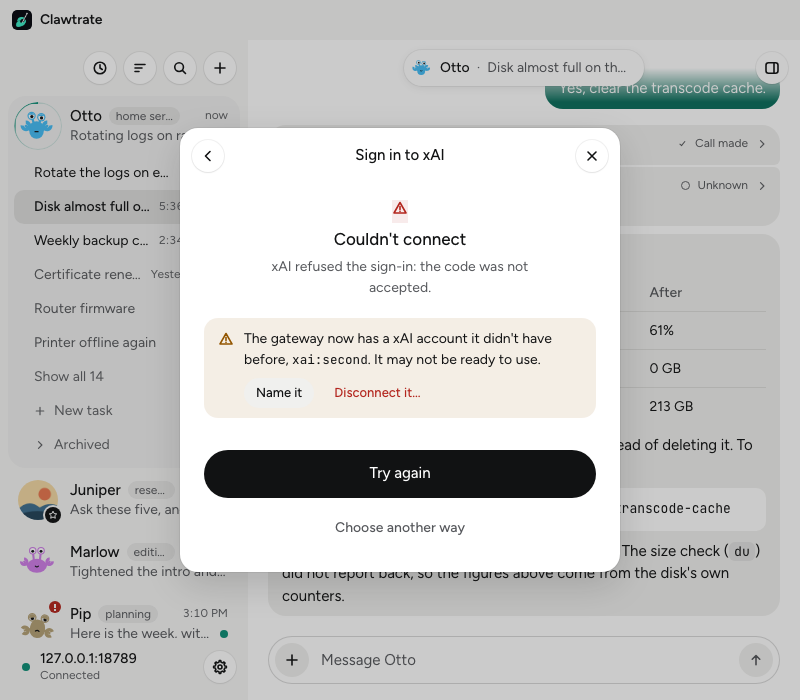 Clawtrate
Otto · Disk almost full on th...
Yes, clear the transcode cache.
Otto home ser... now
Rotating logs on
Rotate the logs on e...
Disk almost full o... 5:36
Weekly backup c... 2:34
Certificate rene... Yeste
Router firmware
Printer offline again
Show all 14
New task
Archived
Juniper rese...
Ask these five, an
Marlow editi...
Tightened the intro and...
Pip planning 3:10 PM
Here is the week. wit...
127.0.0.1:18789
Connected
Call made
Unknown
After
61%
0 GB
213 GB
ead of deleting it. To
transcode-cache
The size check (du)
did not report back, so the figures above come from the disk's own
counters.
Message Otto
Sign in to xAI
Couldn't connect
xAI refused the sign-in: the code was not
accepted.
The gateway now has a xAI account it didn't have
before, xai:second. It may not be ready to use.
Name it Disconnect it...
Try again
Choose another way